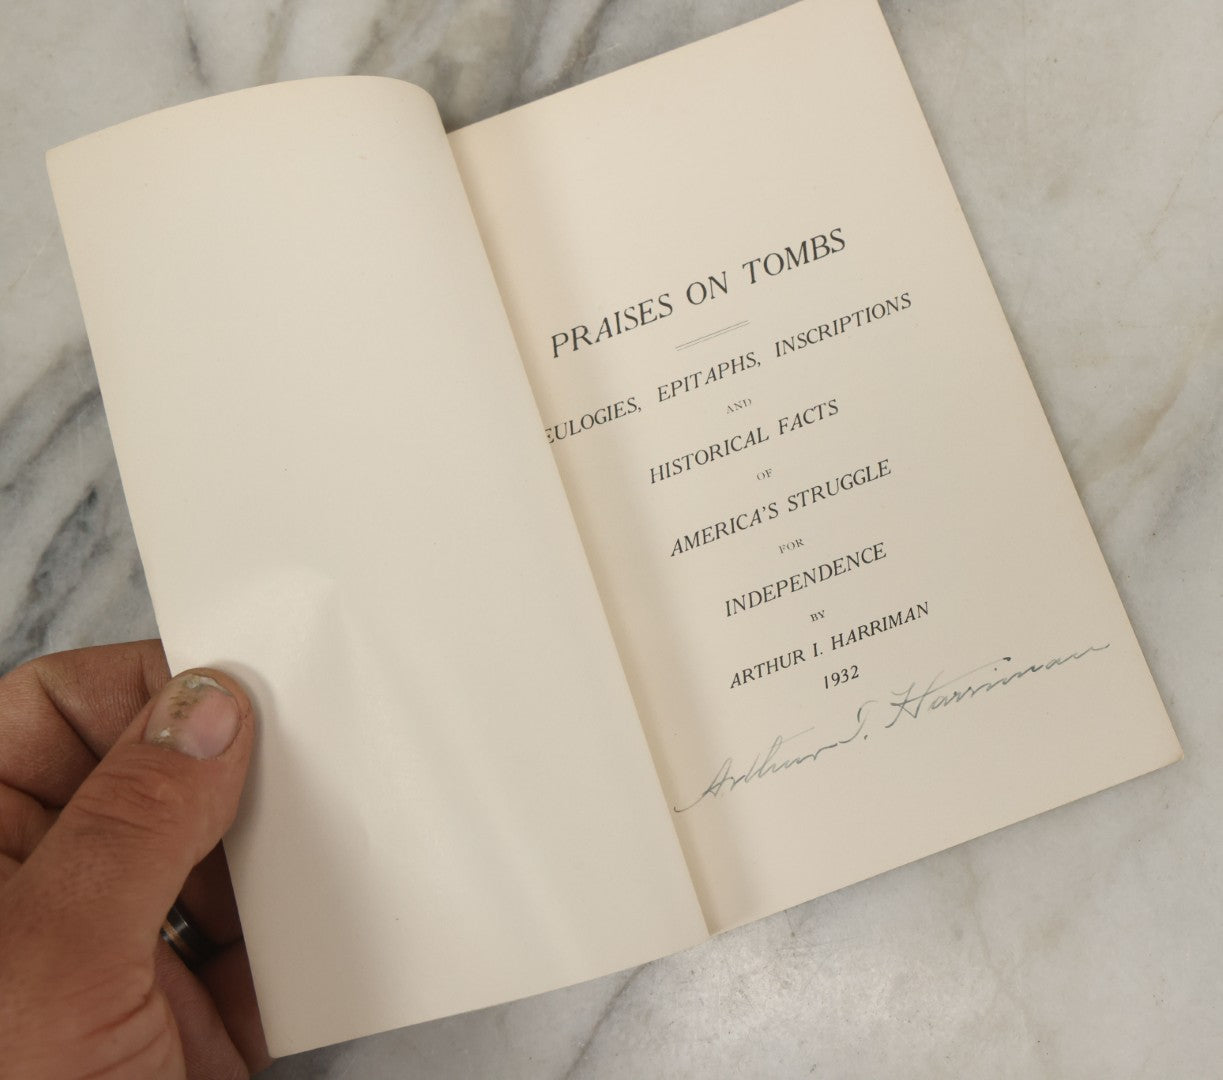 PRAISES ON TOMBS
EULOGIES, EPITAPHS, INSCRIPTIONS
AND
HISTORICAL FACTS
OF
AMERICA'S STRUGGLE
FOR
INDEPENDENCE
BY
ARTHUR I. HARRIMAN
1932
Arthur I. Harriman